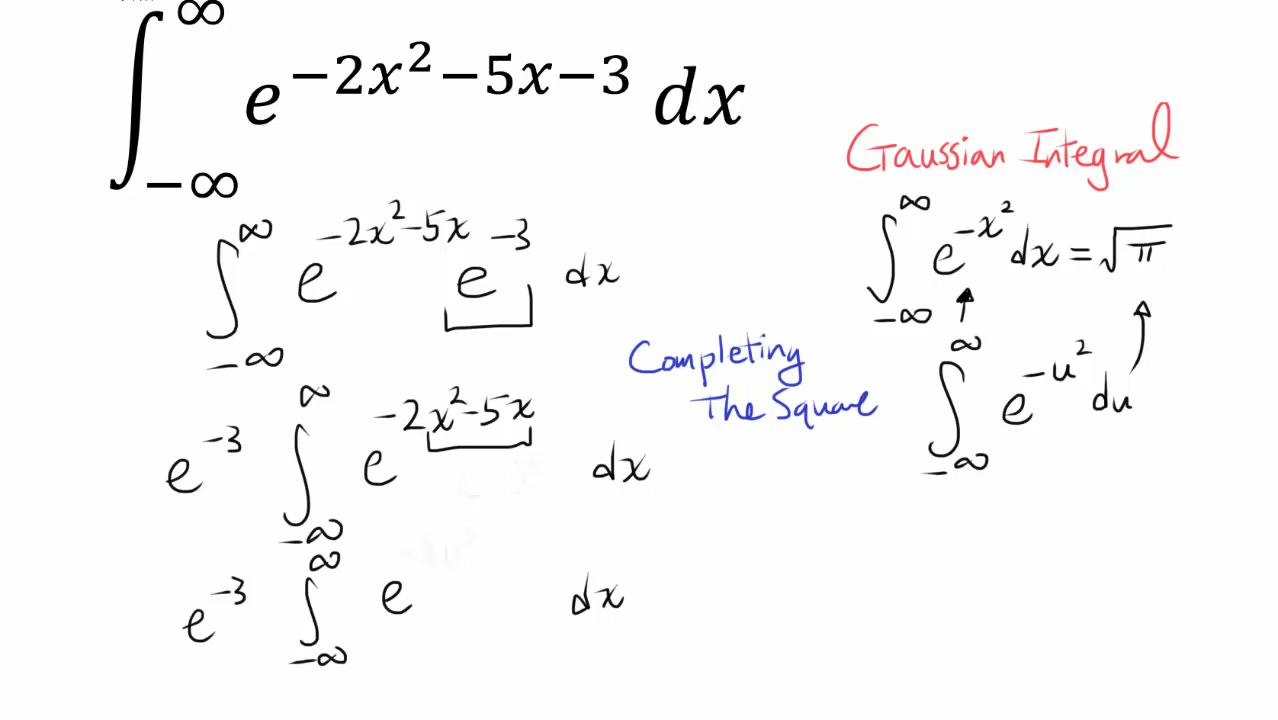 ∫_{-∞}^{∞} e^{-2x²-5x-3} dx
Gaussian Integral
∫_{-∞}^{∞} e^{-x²} dx = √π
∫_{-∞}^{∞} e^{-2x²-5x} e^{-3} dx
Completing
The Square
∫_{-∞}^{∞} e^{-u²} du
e^{-3} ∫_{-∞}^{∞} e^{-2x²-5x} dx
e^{-3} ∫_{-∞}^{∞} e dx